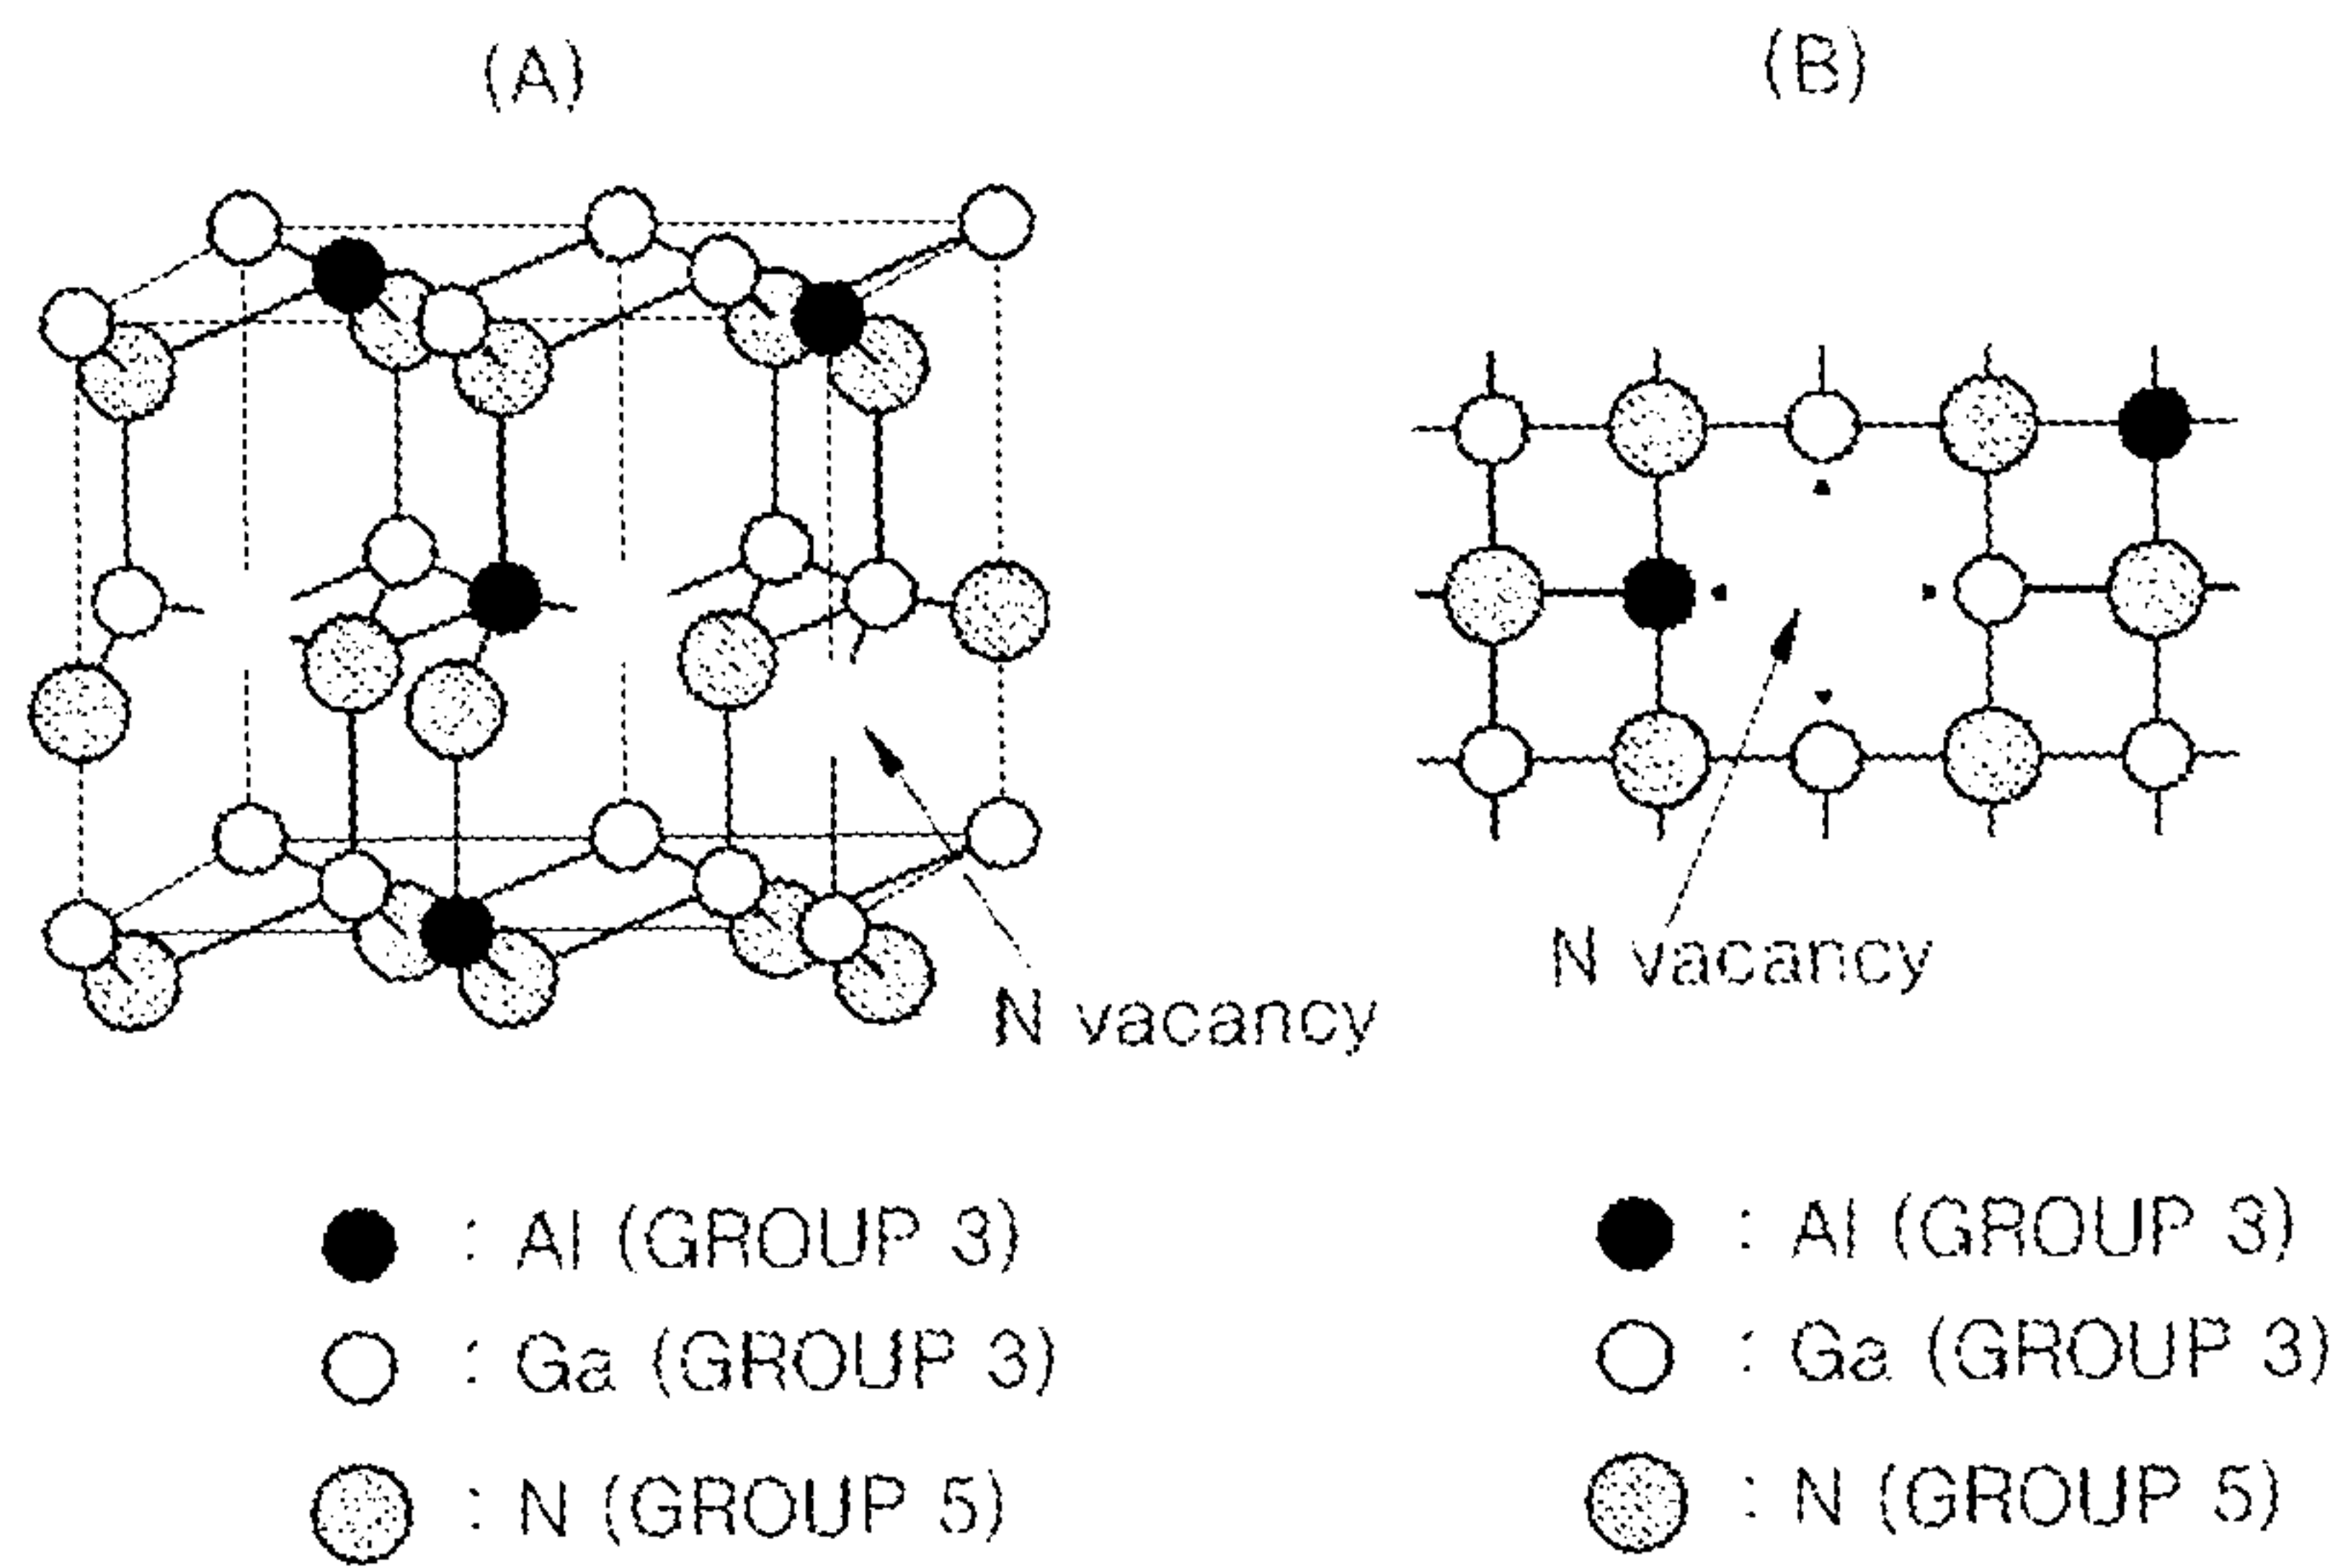 (A)
N vacancy
: Al (GROUP 3)
: Ga (GROUP 3)
: N (GROUP 5)
(B)
N vacancy
: Al (GROUP 3)
: Ga (GROUP 3)
: N (GROUP 5)